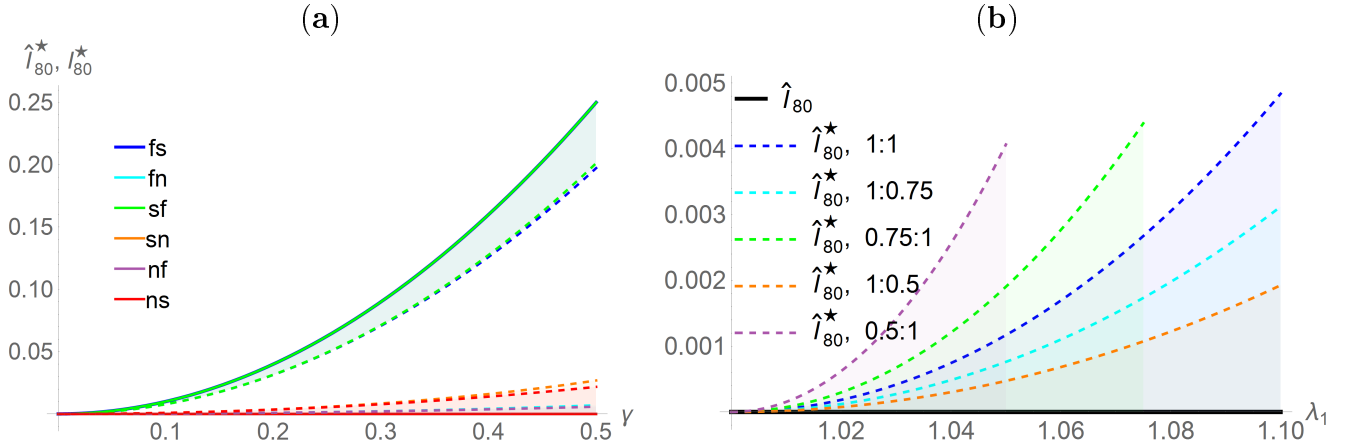 (a)
Î★80, I★80
0.25
0.20
0.15
0.10
0.05
fs
fn
sf
sn
nf
ns
0.1
0.2
0.3
0.4
0.5
γ
(b)
0.005
0.004
0.003
0.002
0.001
Î80
Î★80, 1:1
Î★80, 1:0.75
Î★80, 0.75:1
Î★80, 1:0.5
Î★80, 0.5:1
1.02
1.04
1.06
1.08
1.10
λ1